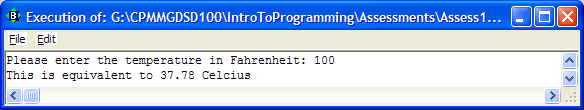 Execution of: G:\CPMMGDSD100\IntroToProgramming\Assessments\Assess1...
File Edit
Please enter the temperature in Fahrenheit: 100
This is equivalent to 37.78 Celcius